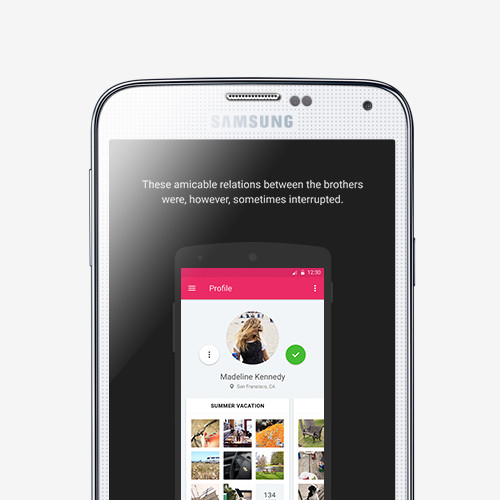 SAMSUNG
These amicable relations between the brothers
were, however, sometimes interrupted.
12:30
Profile
Madeline Kennedy
San Francisco, CA
SUMMER VACATION
134